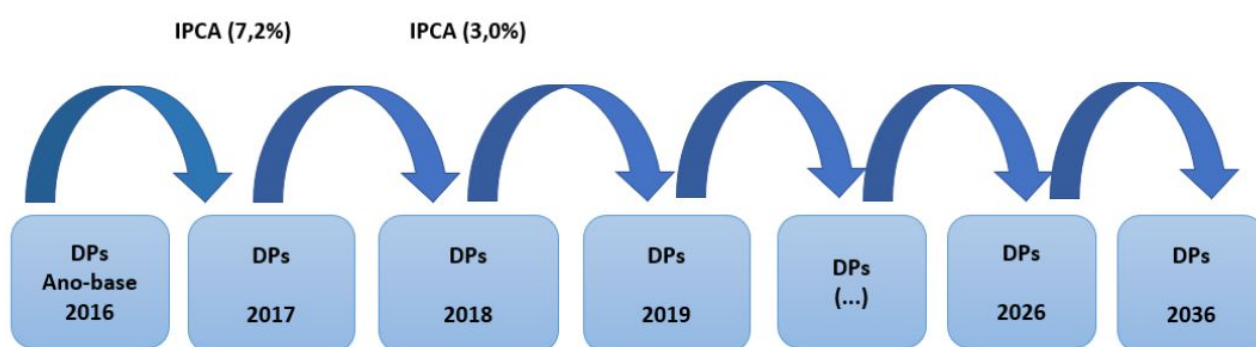 IPCA (7,2%)
IPCA (3,0%)
DPs
Ano-base
2016
DPs
2017
DPs
2018
DPs
2019
DPs
(...)
DPs
2026
DPs
2036